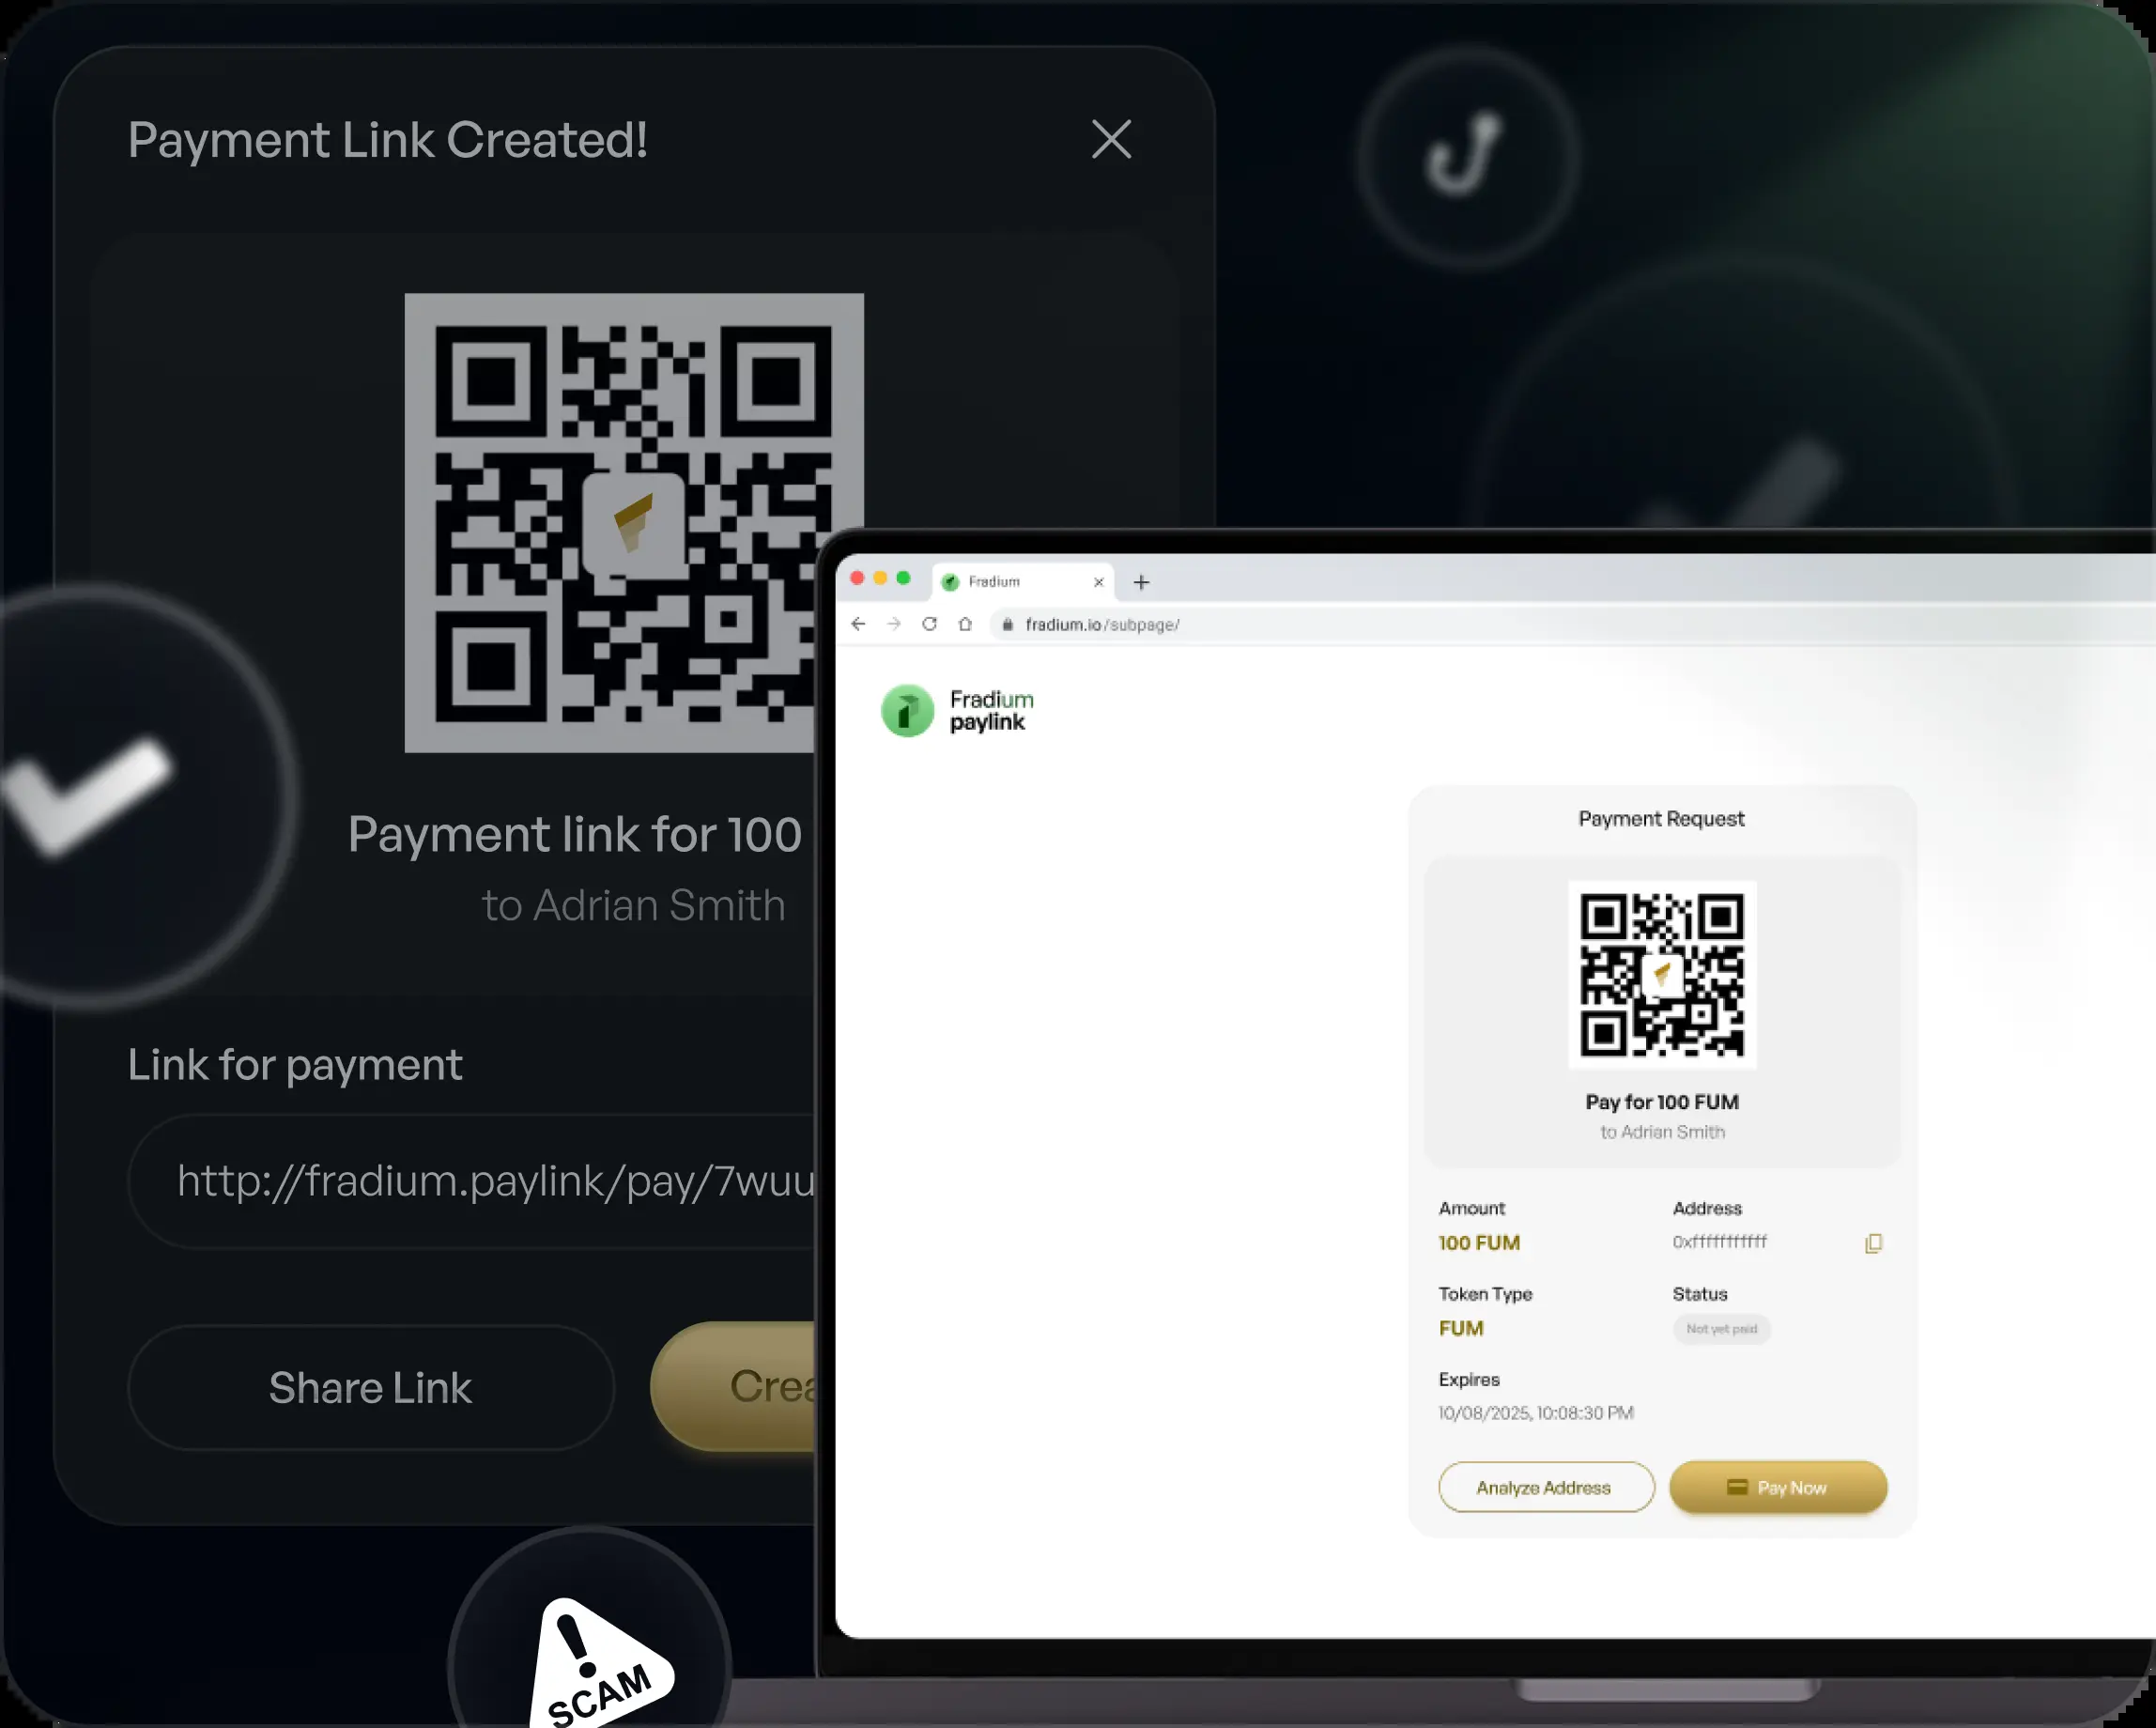 Payment Link Created!
Payment link for 100
to Adrian Smith
Link for payment
http://fradium.paylink/pay/7wuu
Share Link
Crea
SCAM
Fradium
fradium.io/subpage/
Fradium
paylink
Payment Request
Pay for 100 FUM
to Adrian Smith
Amount
Address
100 FUM
0xfffffffffff
Token Type
Status
FUM
Not yet paid
Expires
10/08/2025, 10:08:30 PM
Analyze Address
Pay Now